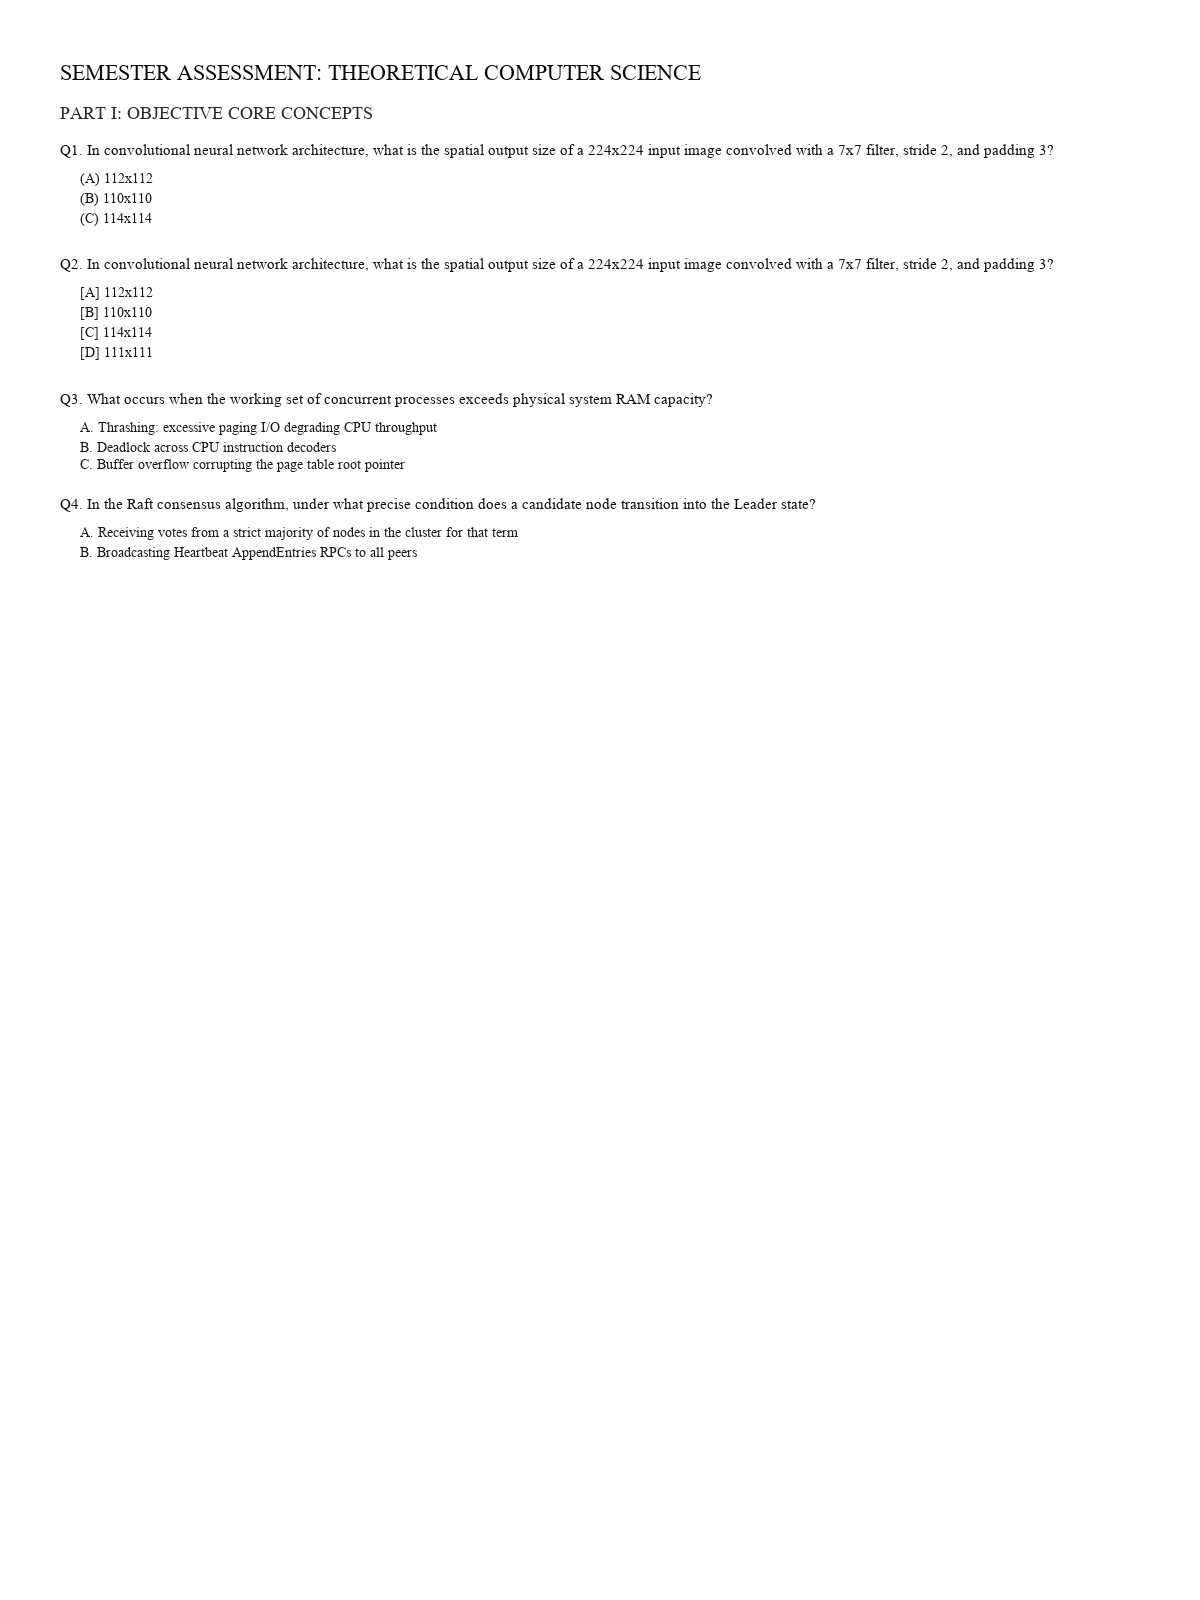 SEMESTER ASSESSMENT: THEORETICAL COMPUTER SCIENCE
PART I: OBJECTIVE CORE CONCEPTS
Q1. In convolutional neural network architecture, what is the spatial output size of a 224x224 input image convolved with a 7x7 filter, stride 2, and padding 3?
(A) 112x112
(B) 110x110
(C) 114x114
Q2. In convolutional neural network architecture, what is the spatial output size of a 224x224 input image convolved with a 7x7 filter, stride 2, and padding 3?
[A] 112x112
[B] 110x110
[C] 114x114
[D] 111x111
Q3. What occurs when the working set of concurrent processes exceeds physical system RAM capacity?
A. Thrashing: excessive paging I/O degrading CPU throughput
B. Deadlock across CPU instruction decoders
C. Buffer overflow corrupting the page table root pointer
Q4. In the Raft consensus algorithm, under what precise condition does a candidate node transition into the Leader state?
A. Receiving votes from a strict majority of nodes in the cluster for that term
B. Broadcasting Heartbeat AppendEntries RPCs to all peers